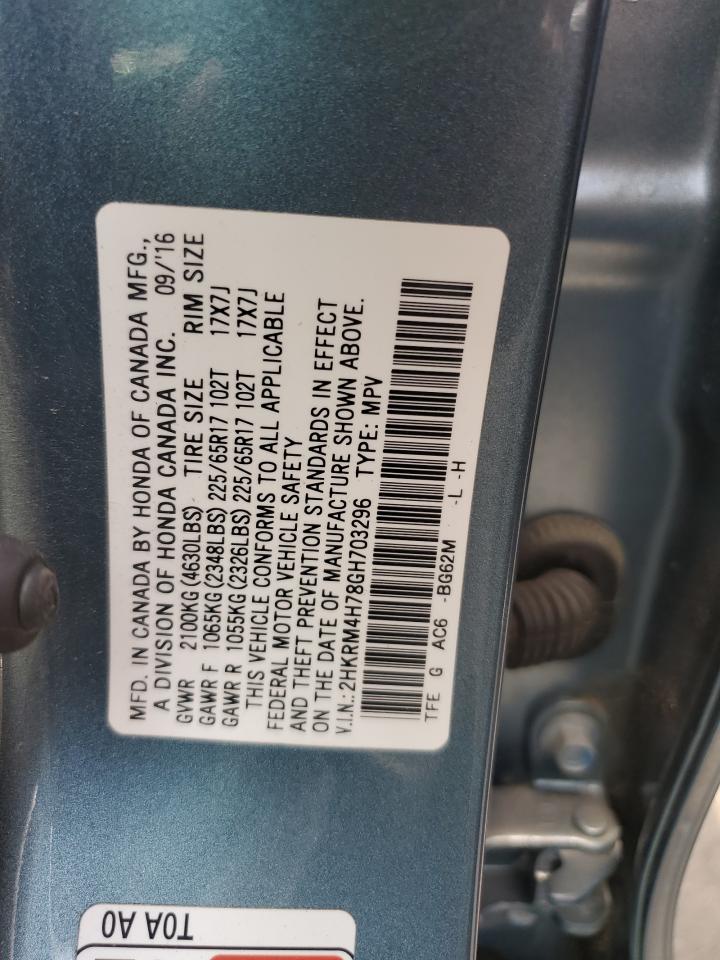 MFD. IN CANADA BY HONDA OF CANADA MFG.,
A DIVISION OF HONDA CANADA INC. 09/'16
GVWR 2100KG(4630LBS) TIRE SIZE RIM SIZE
GAWR F 1065KG(2348LBS) 225/65R17 102T 17X7J
GAWR R 1055KG(2326LBS) 225/65R17 102T 17X7J
THIS VEHICLE CONFORMS TO ALL APPLICABLE
FEDERAL MOTOR VEHICLE SAFETY
AND THEFT PREVENTION STANDARDS IN EFFECT
ON THE DATE OF MANUFACTURE SHOWN ABOVE.
V.I.N.: 2HKRM4H78GH703296 TYPE: MPV
TFE G AC6 -BG62M -L -H
T0A A0